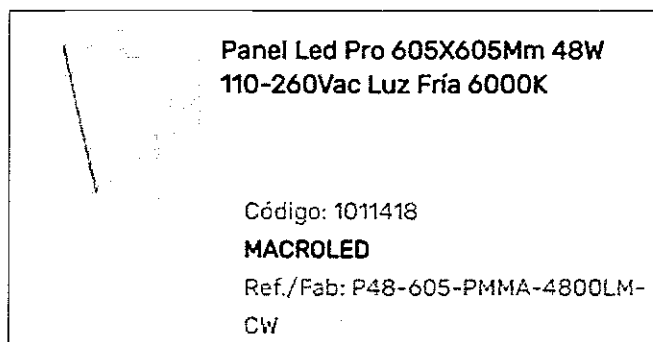 Panel Led Pro 605X605Mm 48W
110-260Vac Luz Fría 6000K
Código: 1011418
MACROLED
Ref./Fab: P48-605-PMMA-4800LM-
CW